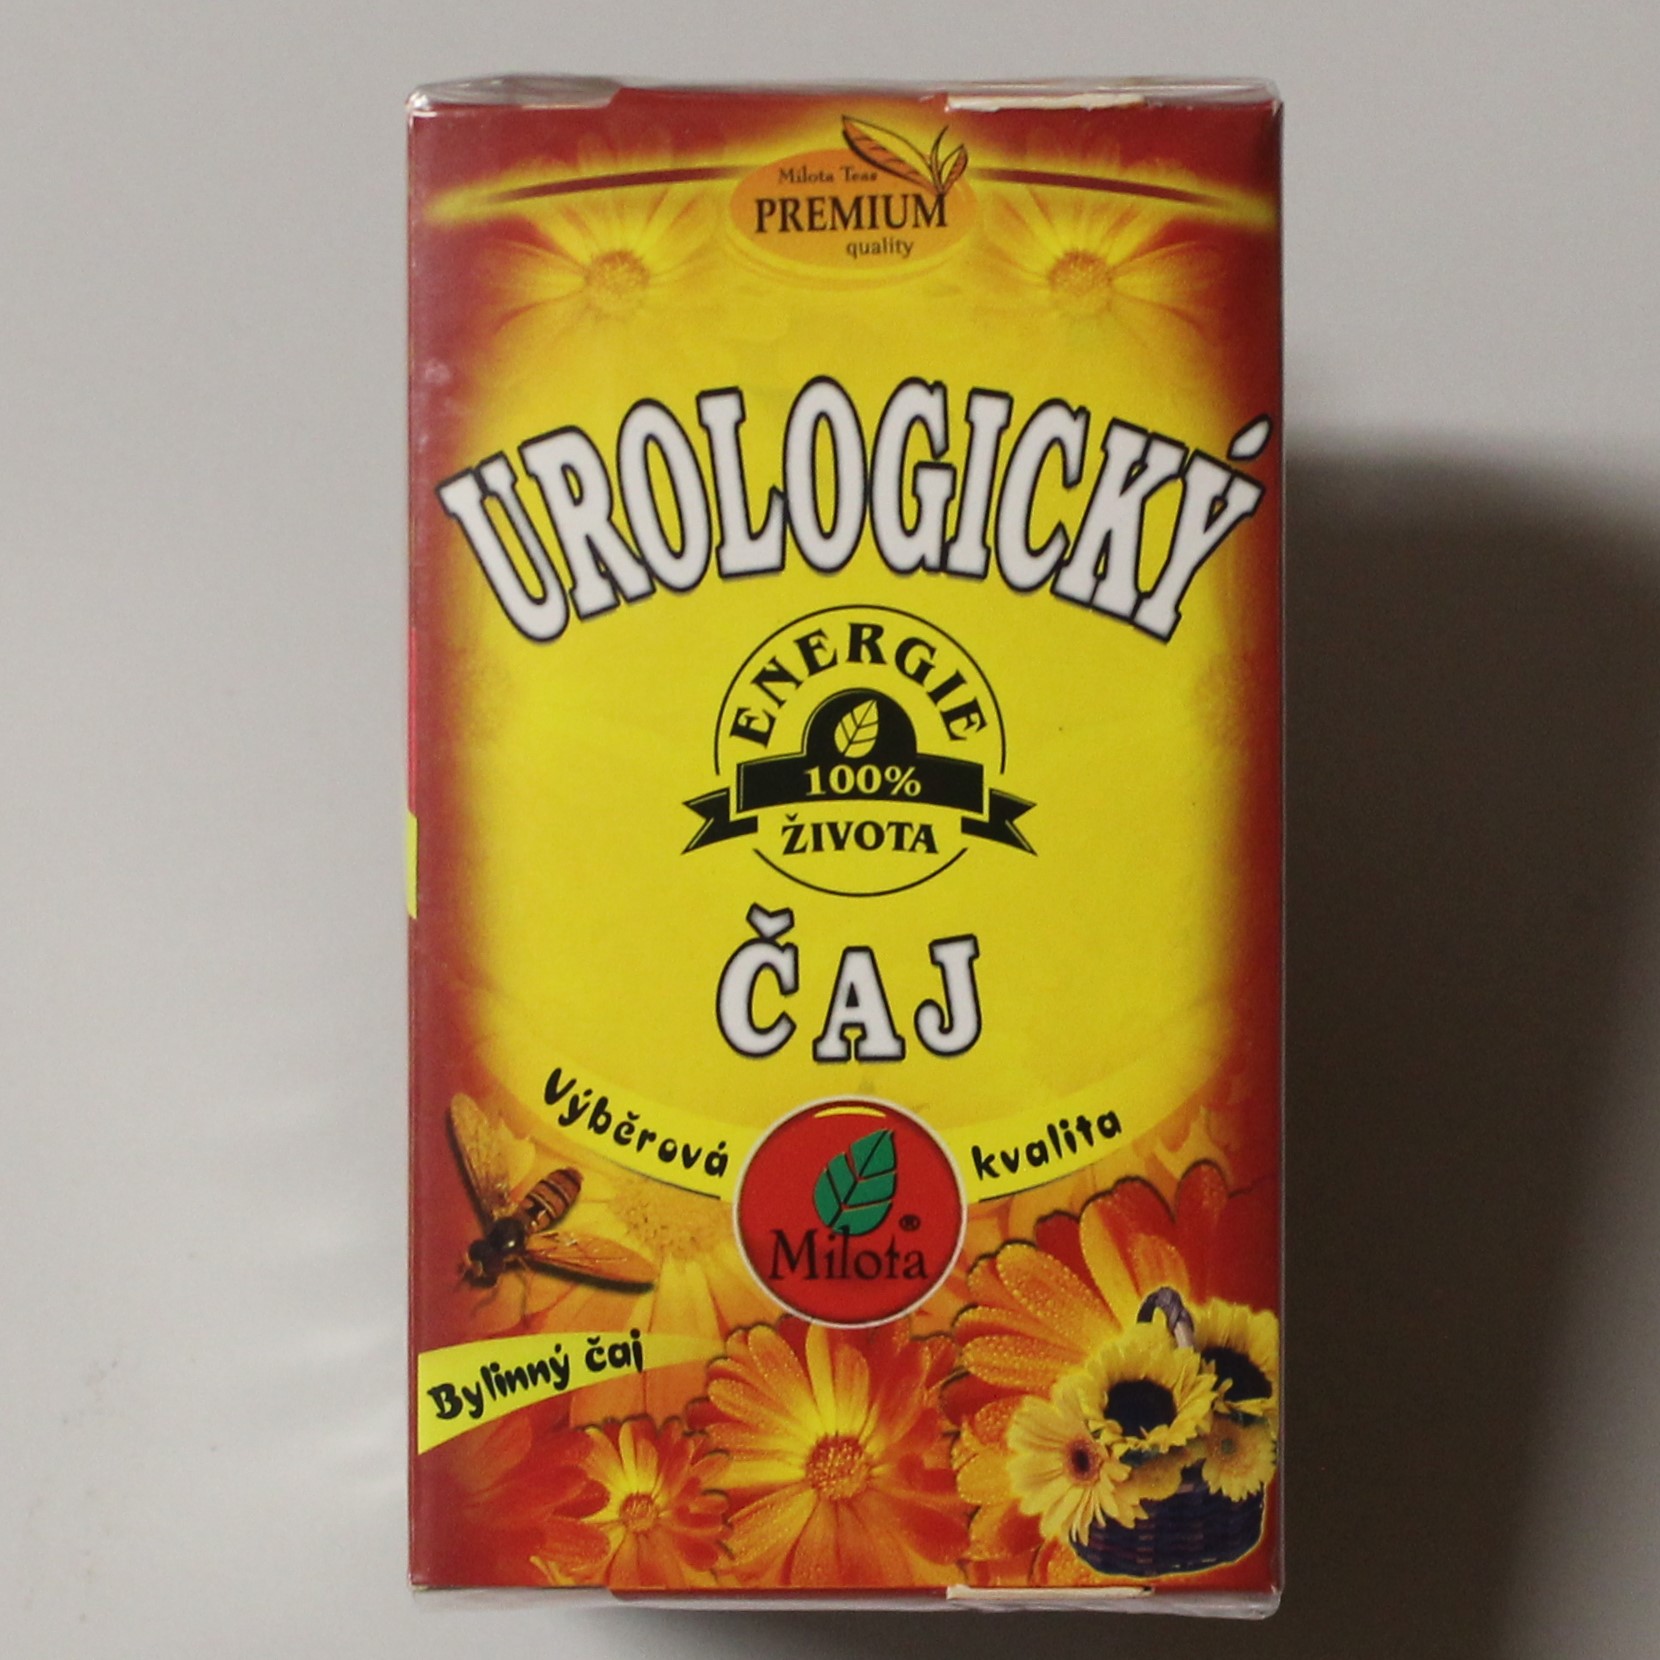 Milota Teas
PREMIUM
quality
UROLOGICKÝ
ENERGIE
100%
ŽIVOTA
ČAJ
Výběrová kvalita
Milota®
Bylinný čaj